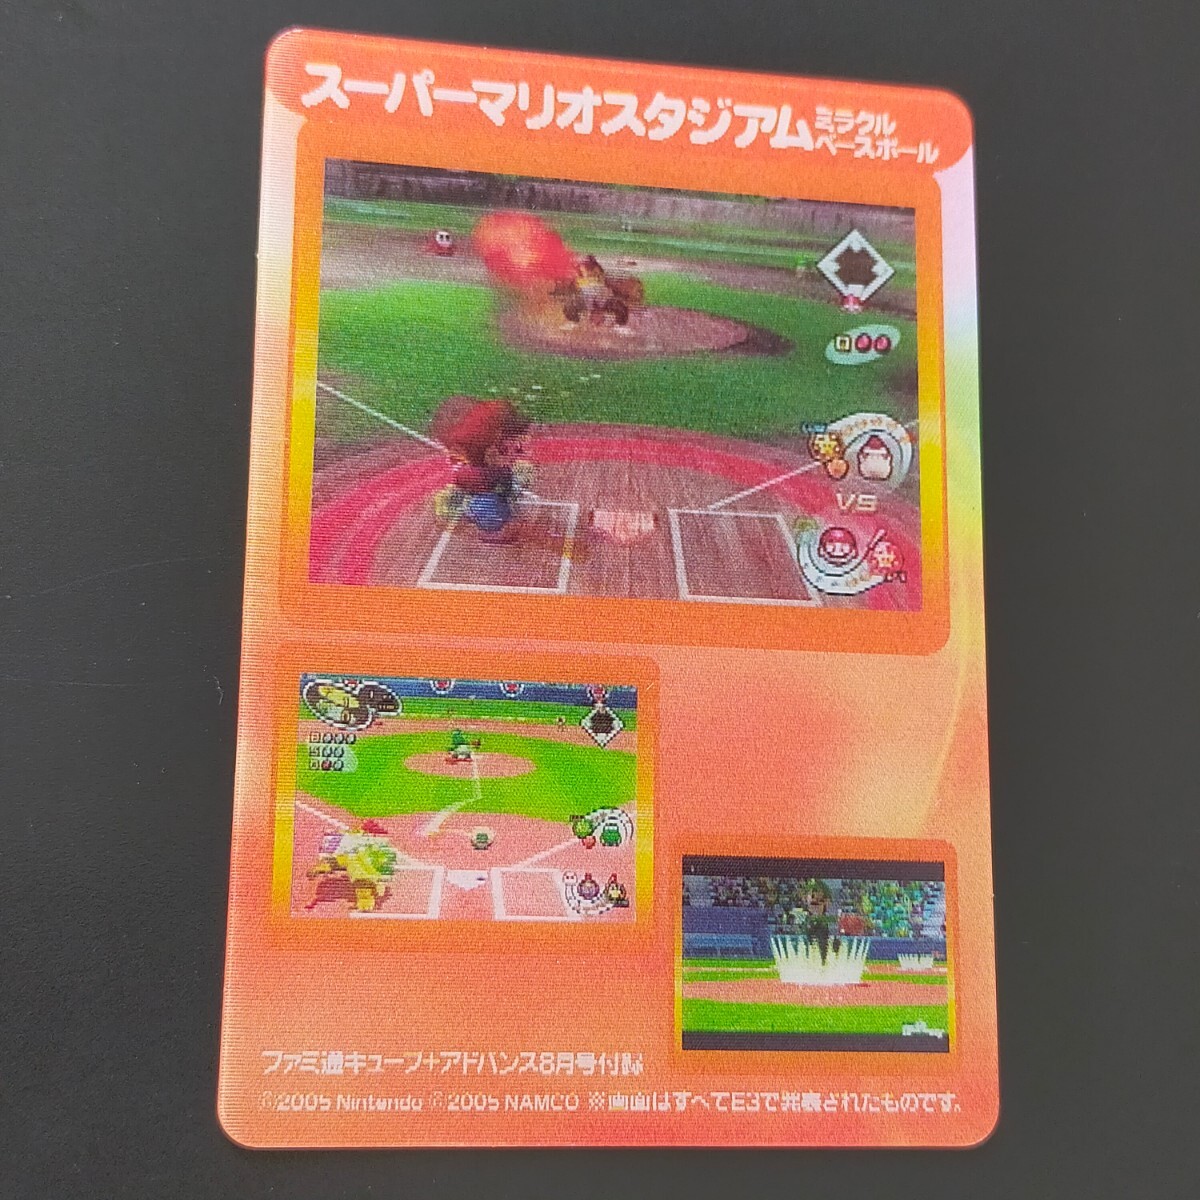 スーパーマリオスタジアム ミラクル
ベースボール
VS
ファミ通キューブ+アドバンス8月号付録
©2005 Nintendo ©2005 NAMCO ※画面はすべてE3で発表されたものです。